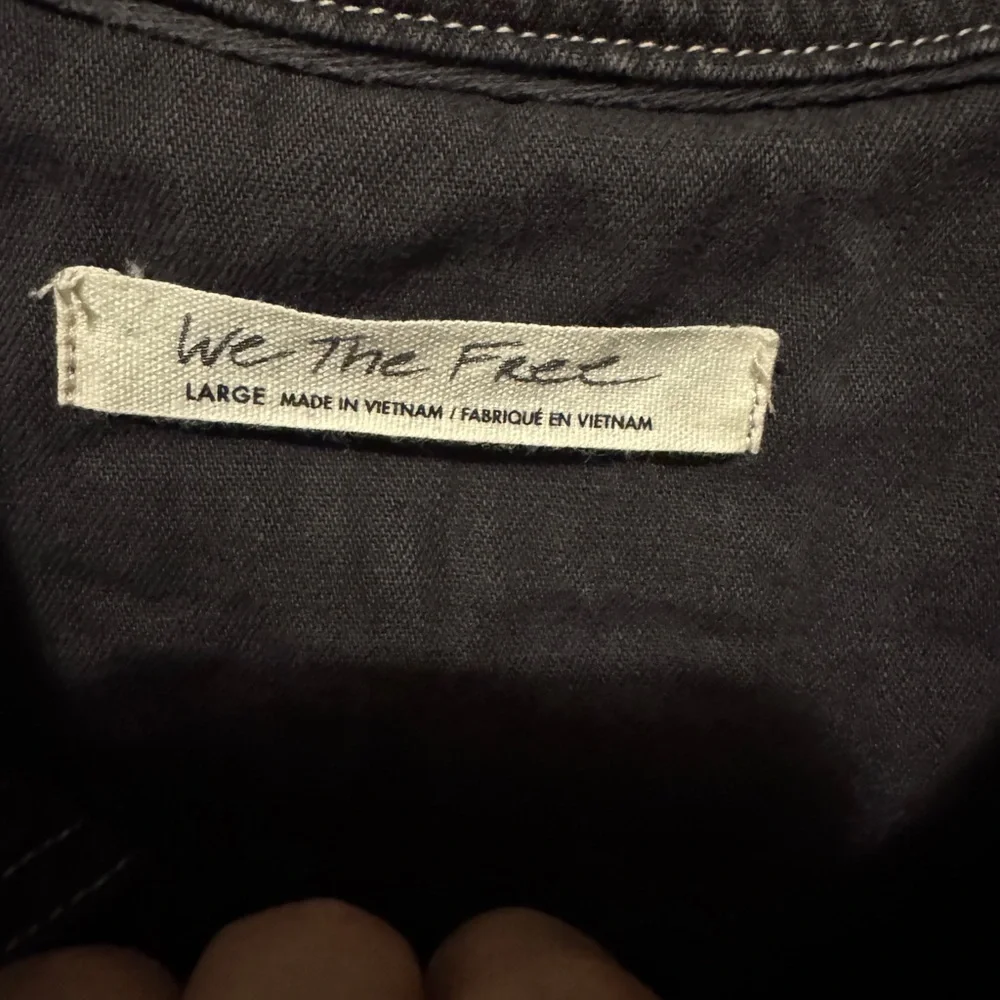 We The Free
LARGE MADE IN VIETNAM / FABRIQUÉ EN VIETNAM